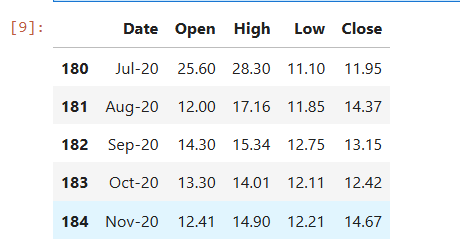 [9]:
Date Open High Low Close
180 Jul-20 25.60 28.30 11.10 11.95
181 Aug-20 12.00 17.16 11.85 14.37
182 Sep-20 14.30 15.34 12.75 13.15
183 Oct-20 13.30 14.01 12.11 12.42
184 Nov-20 12.41 14.90 12.21 14.67